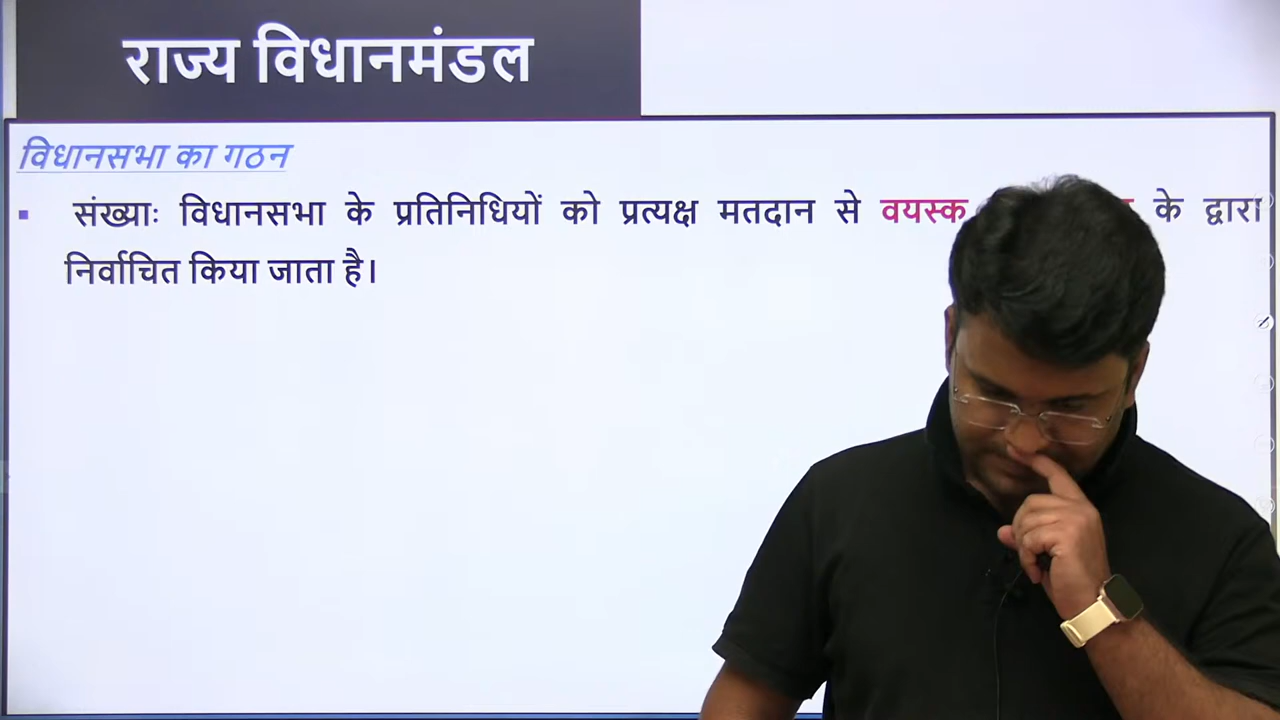 राज्य विधानमंडल
विधानसभा का गठन
▪ संख्याः विधानसभा के प्रतिनिधियों को प्रत्यक्ष मतदान से वयस्क के द्वारा
निर्वाचित किया जाता है।